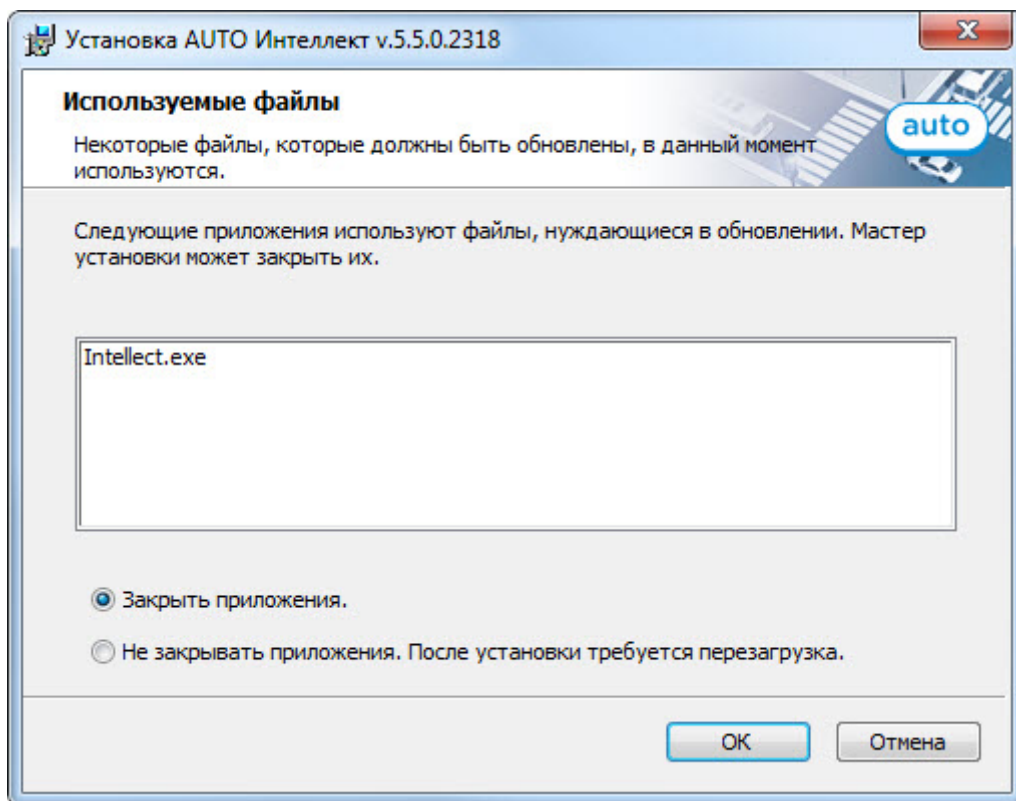 Установка AUTO Интеллект v.5.5.0.2318
Используемые файлы
auto
Некоторые файлы, которые должны быть обновлены, в данный момент
используются.
Следующие приложения используют файлы, нуждающиеся в обновлении. Мастер
установки может закрыть их.
Intellect.exe
Закрыть приложения.
Не закрывать приложения. После установки требуется перезагрузка.
ОК
Отмена